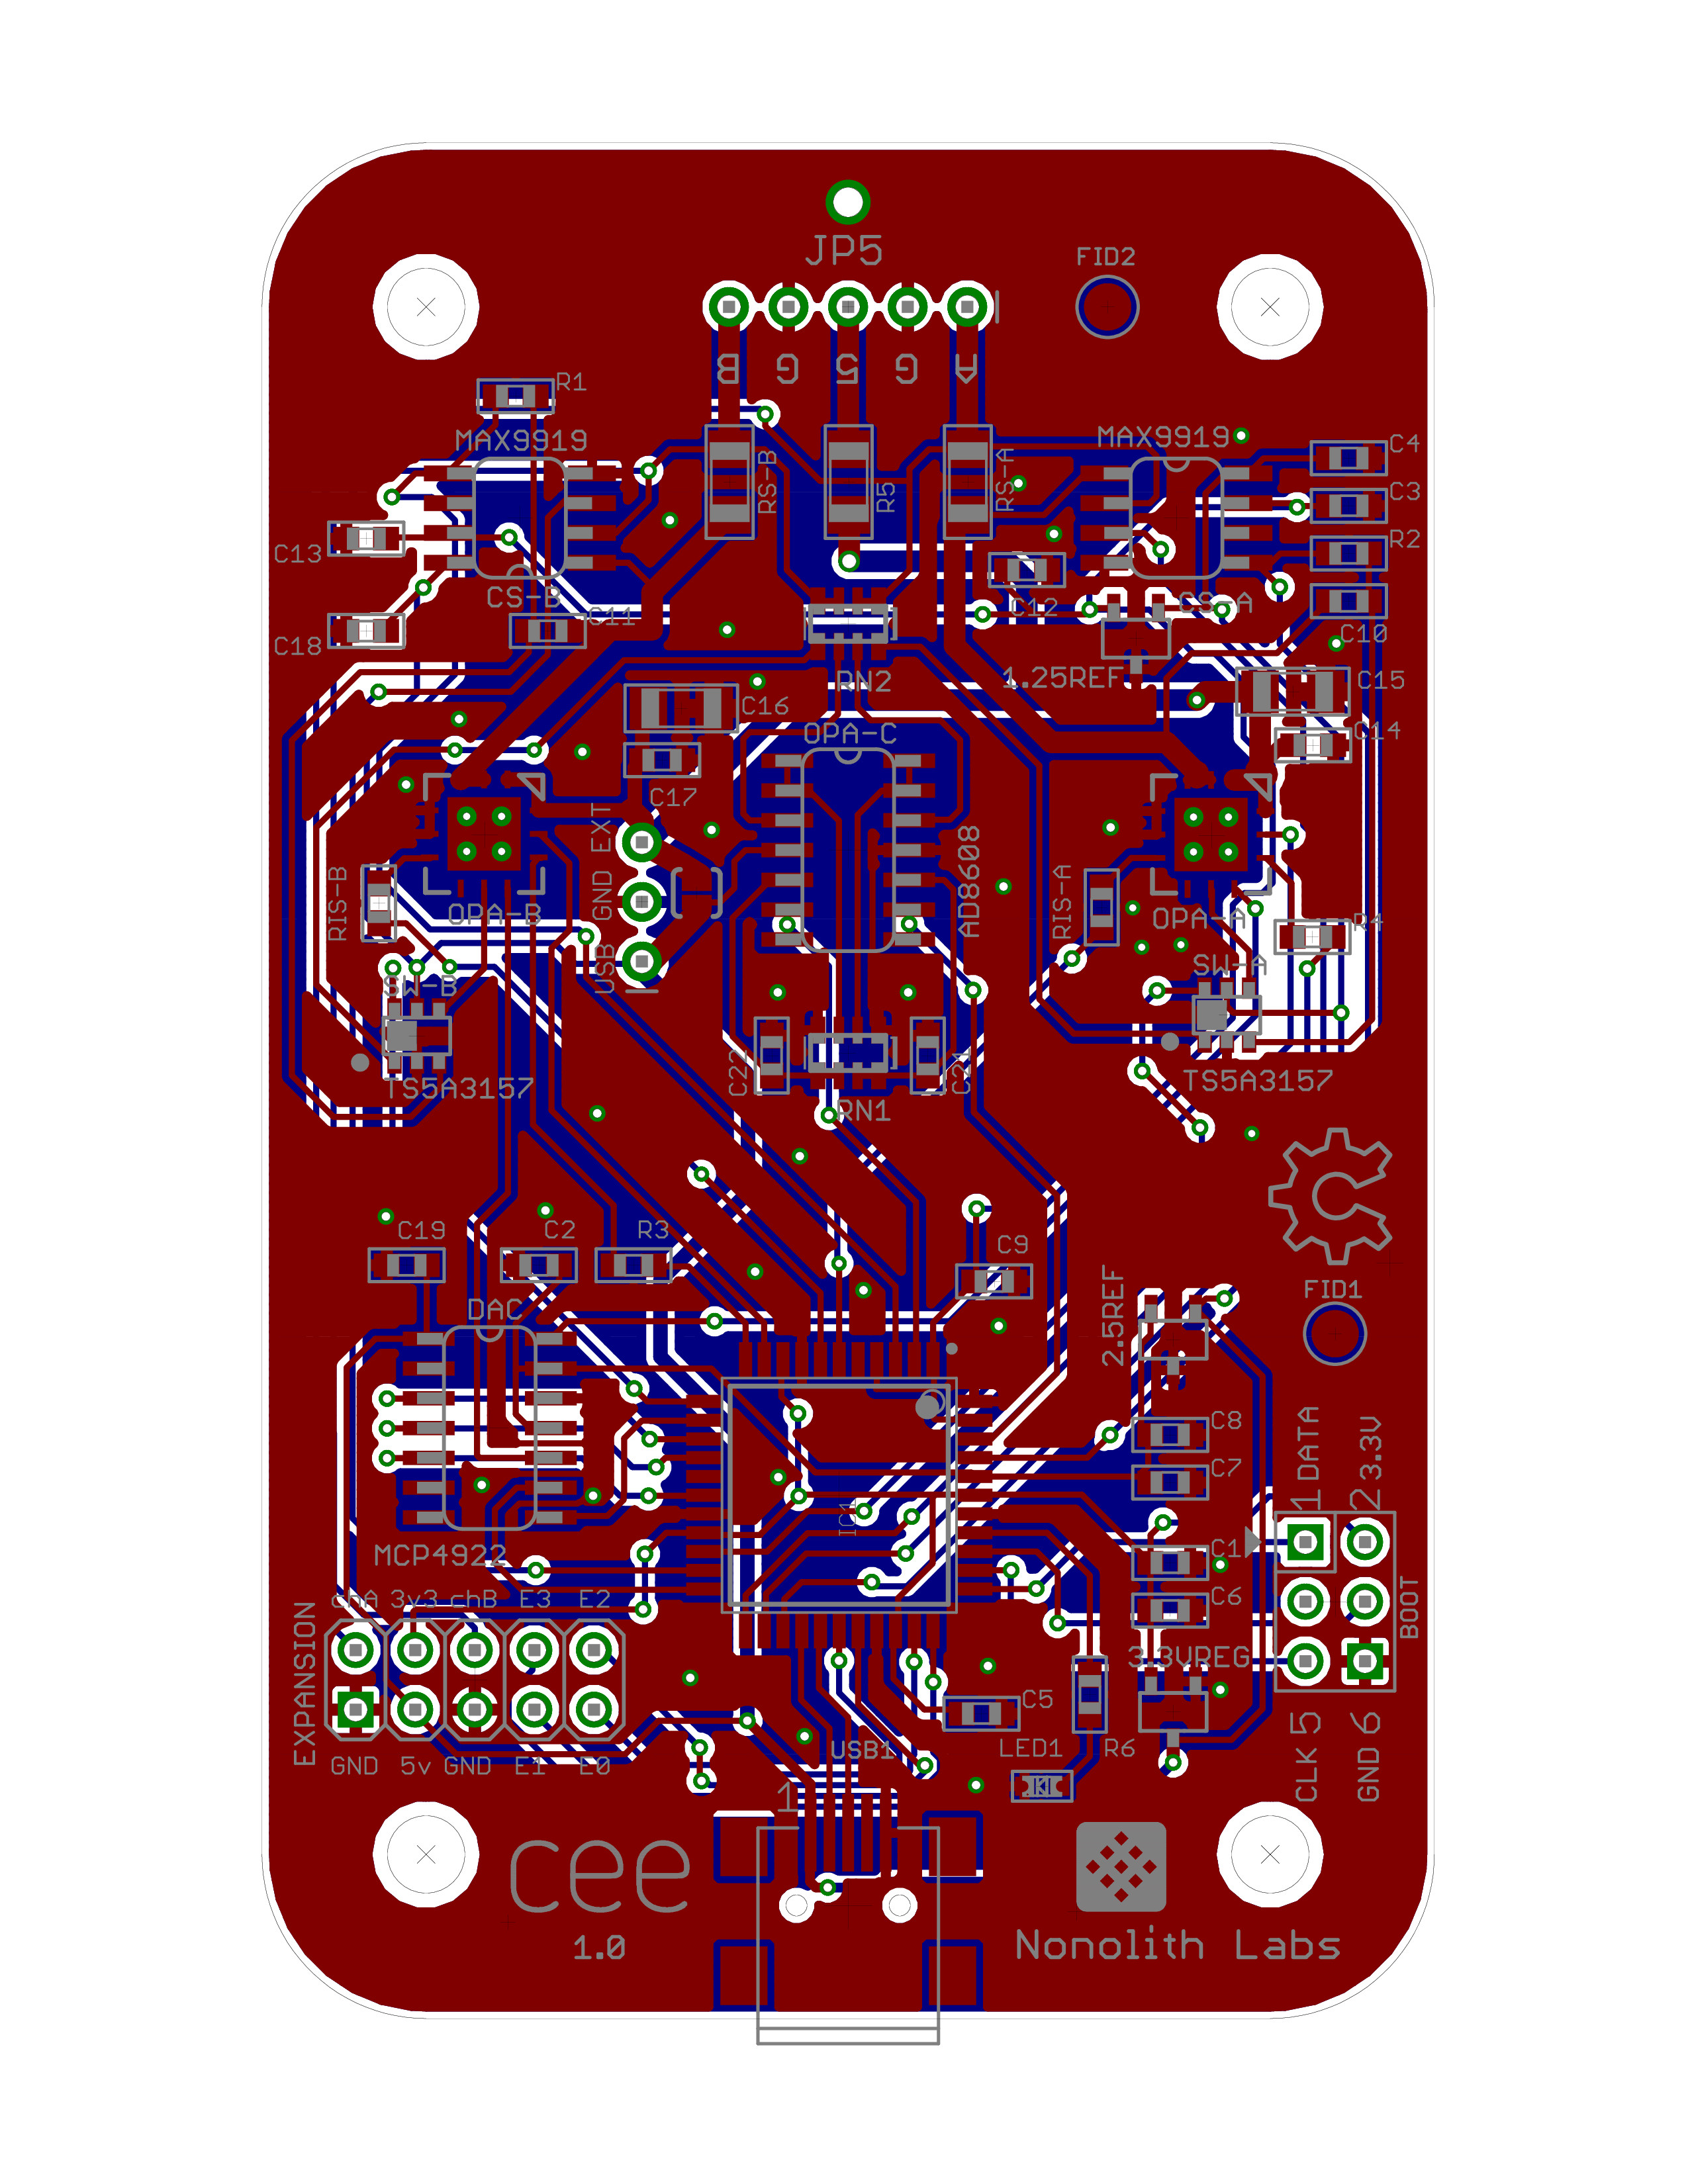 JP5
FID2
B G 5 G A
R1
MAX9919
MAX9919
C4
RS-B
R5
RS-A
C3
R2
C13
CS-B
C11
C12
CS-A
C10
C18
1.25REF
RN2
C15
C16
C14
OPA-C
C17
EXT
GND
USB
AD8608
RIS-B
OPA-B
RIS-A
OPA-A
R4
SW-B
SW-A
TS5A3157
TS5A3157
C22
C21
RN1
C19
C2
R3
C9
FID1
DAC
2.5REF
C8
C7
1 DATA
2 3.3V
IC1
MCP4922
C1
C6
BOOT
chA 3v3 chB E3 E2
EXPANSION
3.3VREG
GND 5v GND E1 E0
C5
USB1
LED1
R6
CLK 5
GND 6
1
cee
1.0
Nonolith Labs